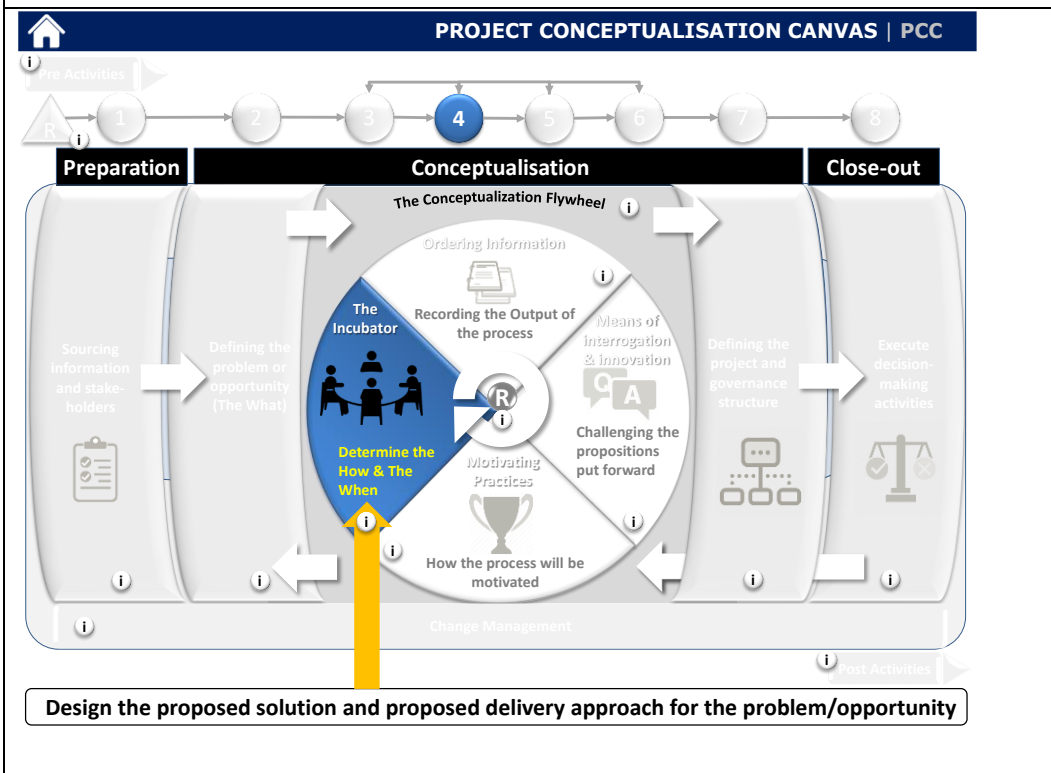 PROJECT CONCEPTUALISATION CANVAS | PCC
i
Pre Activities
R
i
1
2
3
4
5
6
7
8
Preparation
Conceptualisation
Close-out
The Conceptualization Flywheel
i
Ordering Information
i
Recording the Output of
the process
The
Incubator
Determine the
How & The
When
i
Means of
interrogation
& innovation
Q A
Challenging the
propositions
put forward
i
R
i
Motivating
Practices
How the process will be
motivated
i
Sourcing
information
and stake-
holders
i
Defining the
problem or
opportunity
(The What)
i
Defining the
project and
governance
structure
i
Execute
decision-
making
activities
i
i
Change Management
i
Post Activities
Design the proposed solution and proposed delivery approach for the problem/opportunity